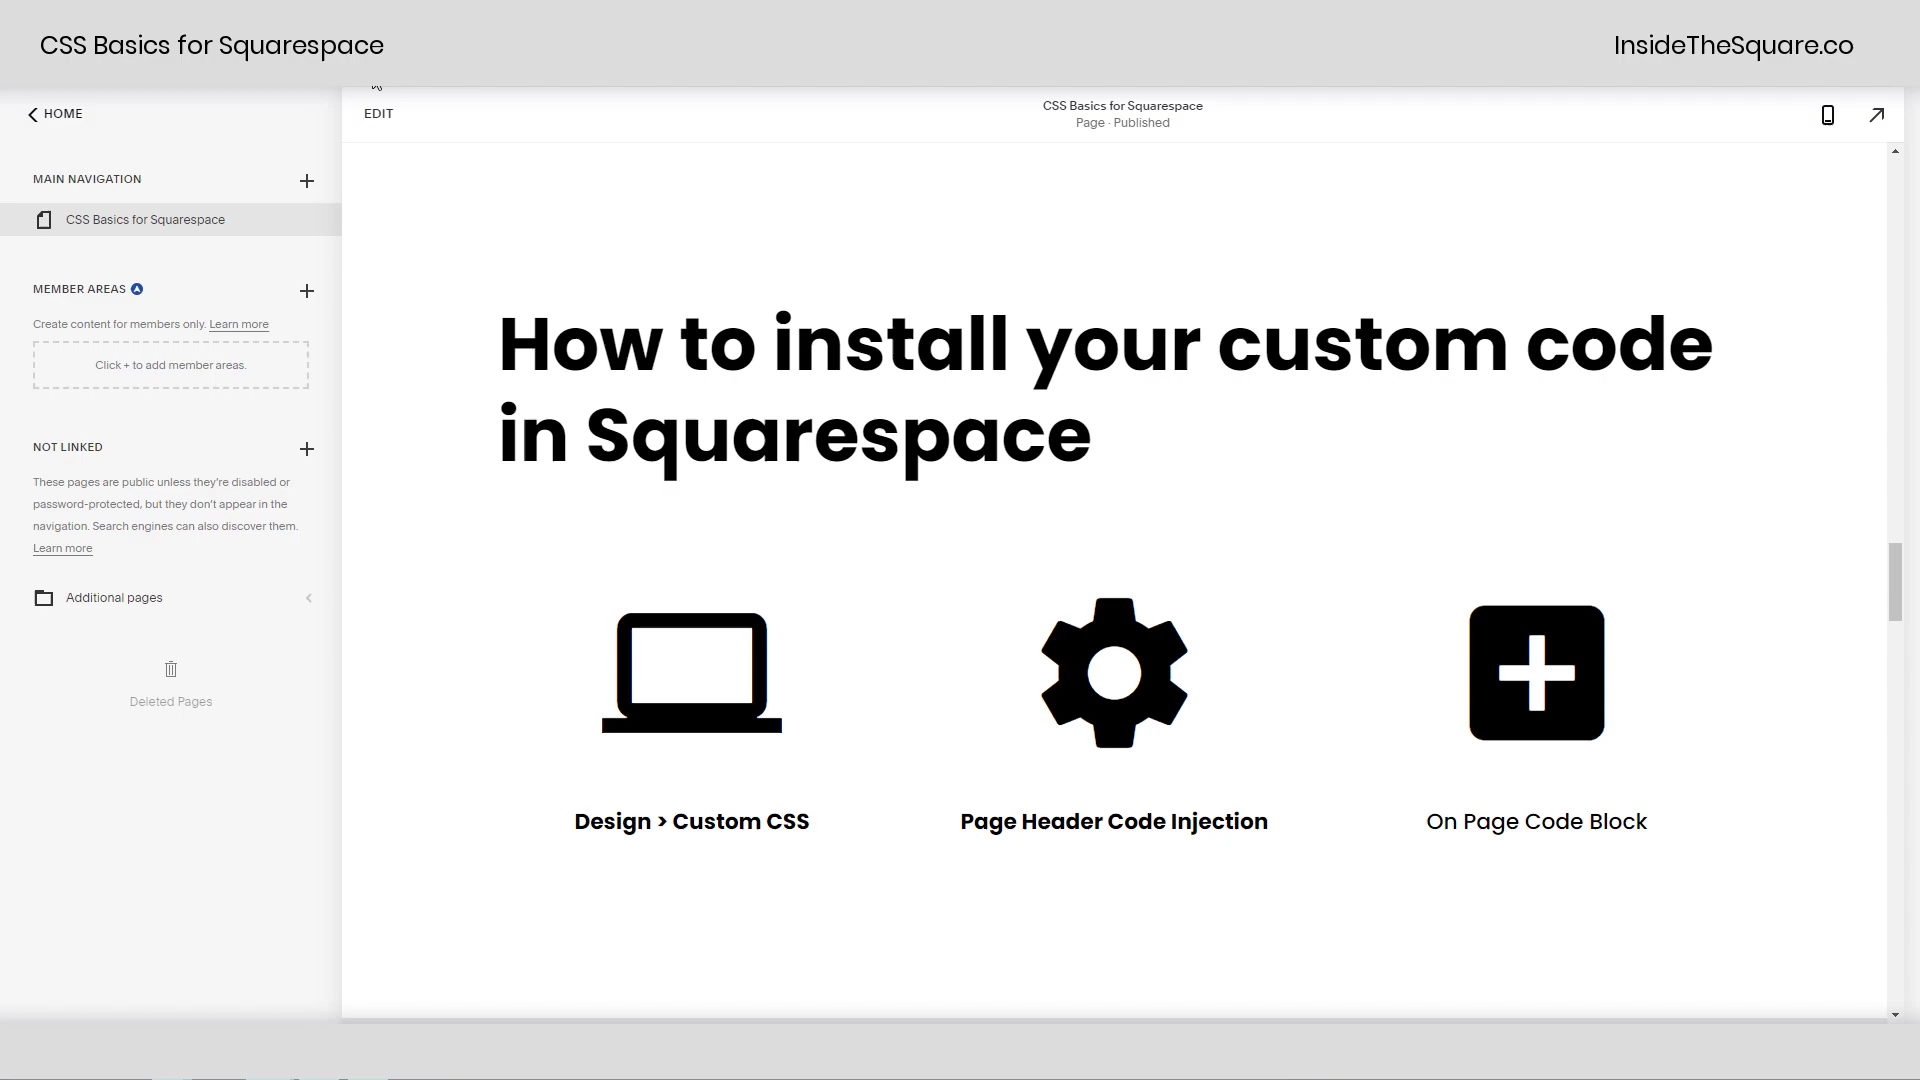 CSS Basics for Squarespace
InsideTheSquare.co
HOME
EDIT
CSS Basics for Squarespace
Page · Published
MAIN NAVIGATION
CSS Basics for Squarespace
MEMBER AREAS
Create content for members only. Learn more
Click + to add member areas.
NOT LINKED
These pages are public unless they're disabled or
password-protected, but they don't appear in the
navigation. Search engines can also discover them.
Learn more
Additional pages
Deleted Pages
How to install your custom code
in Squarespace
Design > Custom CSS
Page Header Code Injection
On Page Code Block